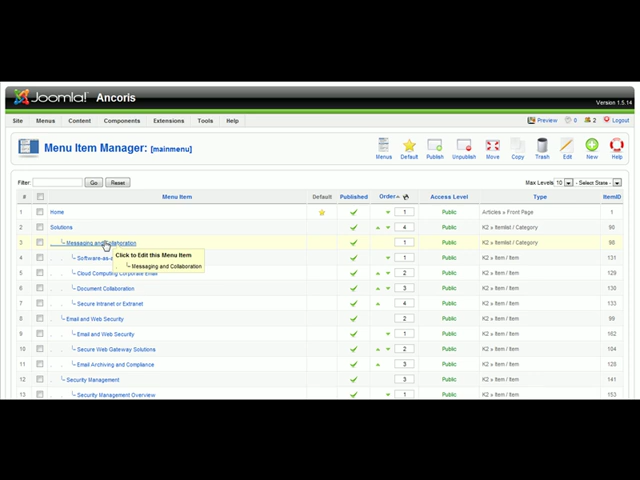 Joomla! Ancoris
Version 1.5.14
Site Menus Content Components Extensions Tools Help Preview 0 2 Logout
Menu Item Manager: [mainmenu]
Menus Default Publish Unpublish Move Copy Trash Edit New Help
Filter: Go Reset Max Levels 10 - Select State -
# Menu Item Default Published Order Access Level Type ItemID
1 Home 1 Public Articles » Front Page 1
2 Solutions 4 Public K2 » Itemlist / Category 90
3 Messaging and Collaboration 1 Public K2 » Itemlist / Category 98
Click to Edit this Menu Item
Messaging and Collaboration
4 Software-as-a 1 Public K2 » Item / Item 131
5 Cloud Computing Corporate Email 2 Public K2 » Item / Item 129
6 Document Collaboration 3 Public K2 » Item / Item 130
7 Secure Intranet or Extranet 4 Public K2 » Item / Item 133
8 Email and Web Security 2 Public K2 » Item / Item 99
9 Email and Web Security 1 Public K2 » Item / Item 162
10 Secure Web Gateway Solutions 2 Public K2 » Item / Item 104
11 Email Archiving and Compliance 3 Public K2 » Item / Item 128
12 Security Management 3 Public K2 » Item / Item 141
13 Security Management Overview 1 Public K2 » Item / Item 153